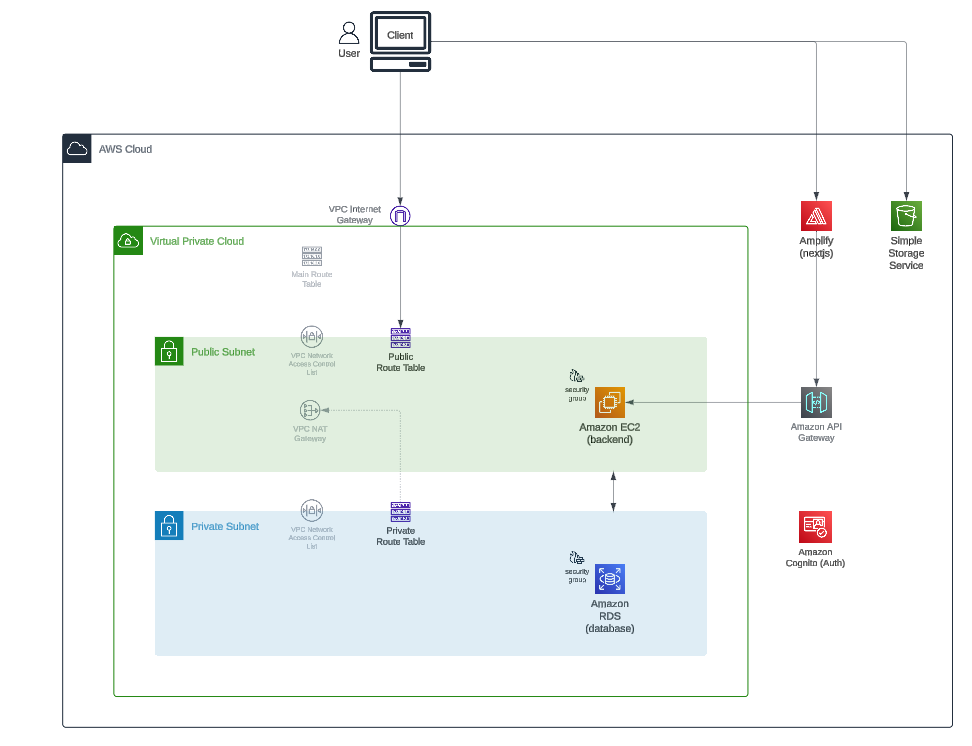 Client
User
AWS Cloud
VPC Internet
Gateway
Virtual Private Cloud
Main Route
Table
Amplify
(nextjs)
Simple
Storage
Service
Public Subnet
VPC Network
Access Control
List
Public
Route Table
security
group
VPC NAT
Gateway
Amazon EC2
(backend)
Amazon API
Gateway
Private Subnet
VPC Network
Access Control
List
Private
Route Table
Amazon
Cognito (Auth)
security
group
Amazon
RDS
(database)